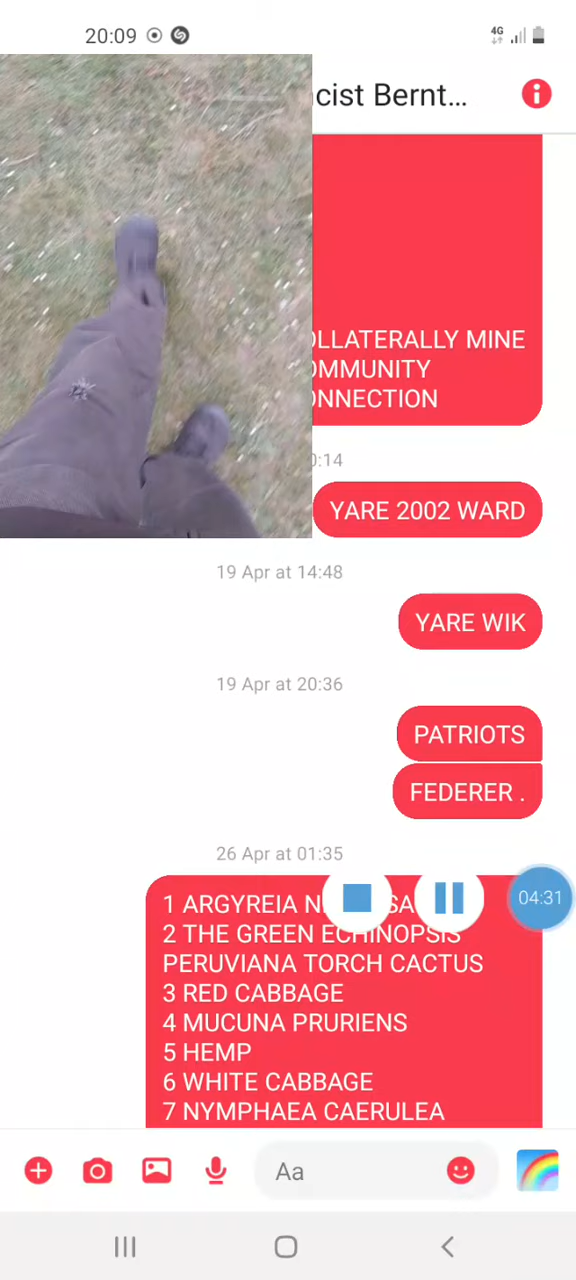 20:09
4G
cist Bernt...
OLLATERALLY MINE
OMMUNITY
ONNECTION
0:14
YARE 2002 WARD
19 Apr at 14:48
YARE WIK
19 Apr at 20:36
PATRIOTS
FEDERER .
26 Apr at 01:35
1 ARGYREIA N SA
04:31
2 THE GREEN ECHINOPSIS
PERUVIANA TORCH CACTUS
3 RED CABBAGE
4 MUCUNA PRURIENS
5 HEMP
6 WHITE CABBAGE
7 NYMPHAEA CAERULEA
Aa